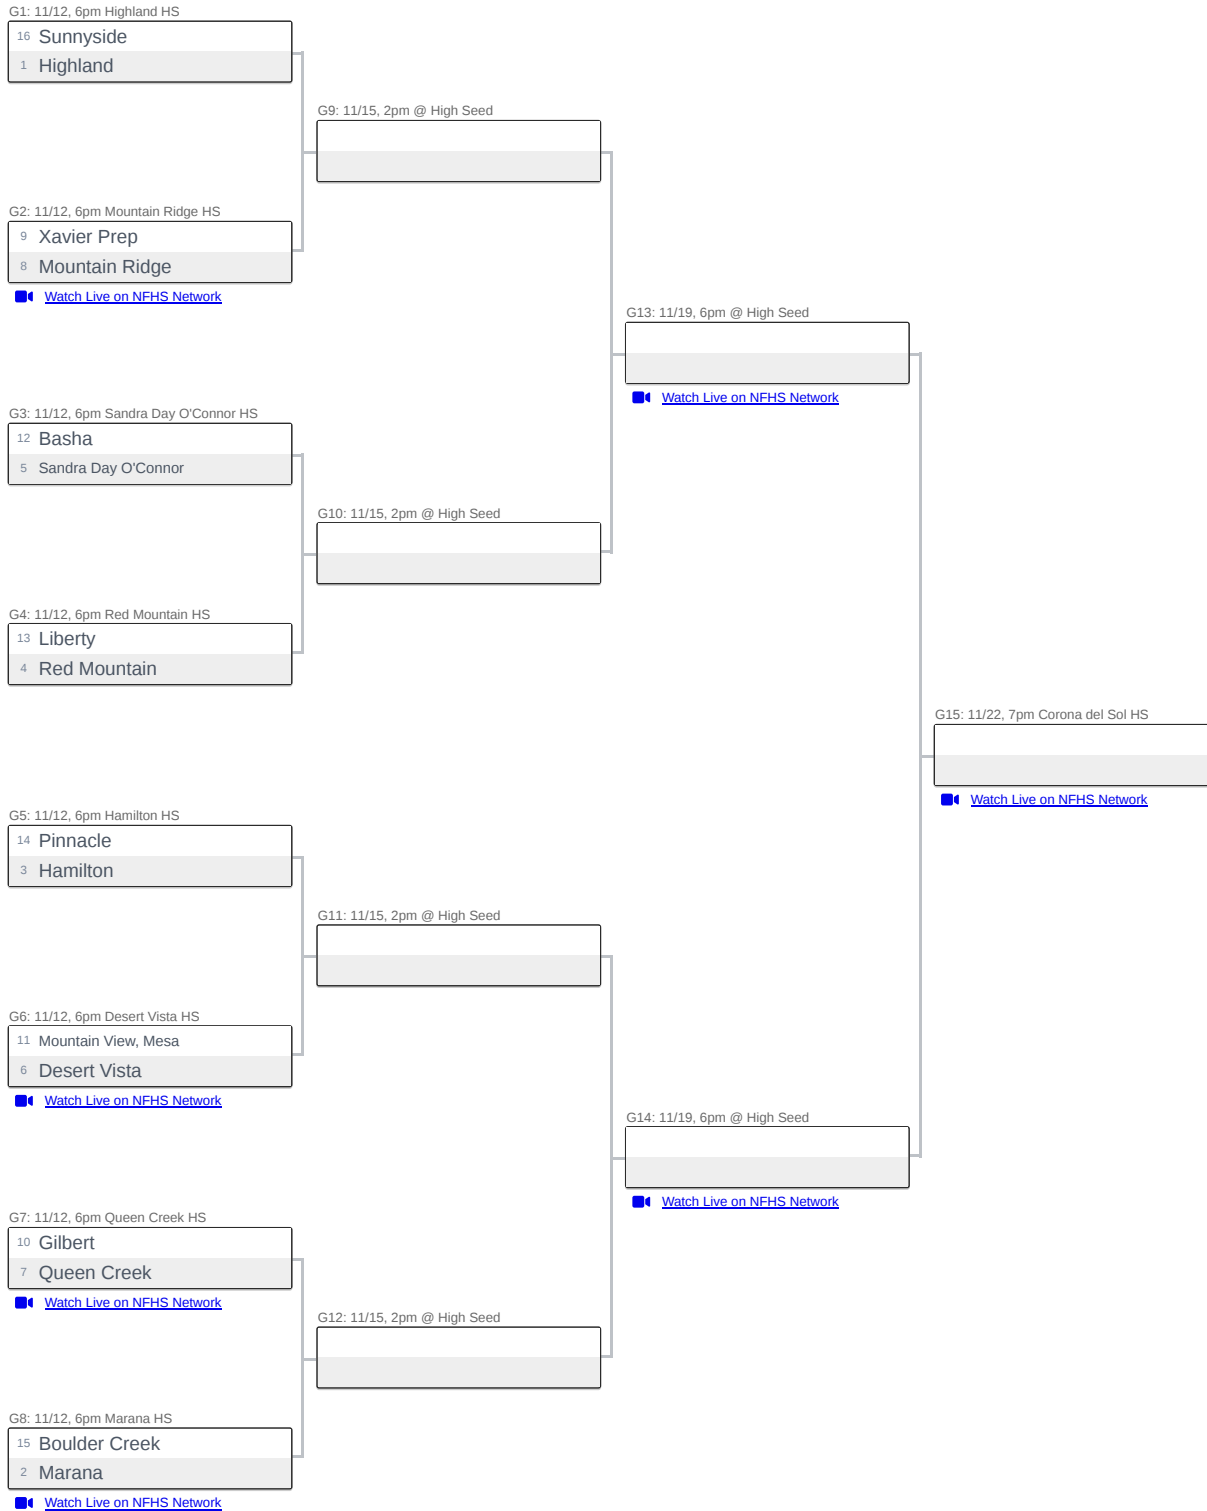 G1: 11/12, 6pm Highland HS
16 Sunnyside
1 Highland
G9: 11/15, 2pm @ High Seed
G2: 11/12, 6pm Mountain Ridge HS
9 Xavier Prep
8 Mountain Ridge
Watch Live on NFHS Network
G13: 11/19, 6pm @ High Seed
Watch Live on NFHS Network
G3: 11/12, 6pm Sandra Day O'Connor HS
12 Basha
5 Sandra Day O'Connor
G10: 11/15, 2pm @ High Seed
G4: 11/12, 6pm Red Mountain HS
13 Liberty
4 Red Mountain
G15: 11/22, 7pm Corona del Sol HS
Watch Live on NFHS Network
G5: 11/12, 6pm Hamilton HS
14 Pinnacle
3 Hamilton
G11: 11/15, 2pm @ High Seed
G6: 11/12, 6pm Desert Vista HS
11 Mountain View, Mesa
6 Desert Vista
Watch Live on NFHS Network
G14: 11/19, 6pm @ High Seed
Watch Live on NFHS Network
G7: 11/12, 6pm Queen Creek HS
10 Gilbert
7 Queen Creek
Watch Live on NFHS Network
G12: 11/15, 2pm @ High Seed
G8: 11/12, 6pm Marana HS
15 Boulder Creek
2 Marana
Watch Live on NFHS Network